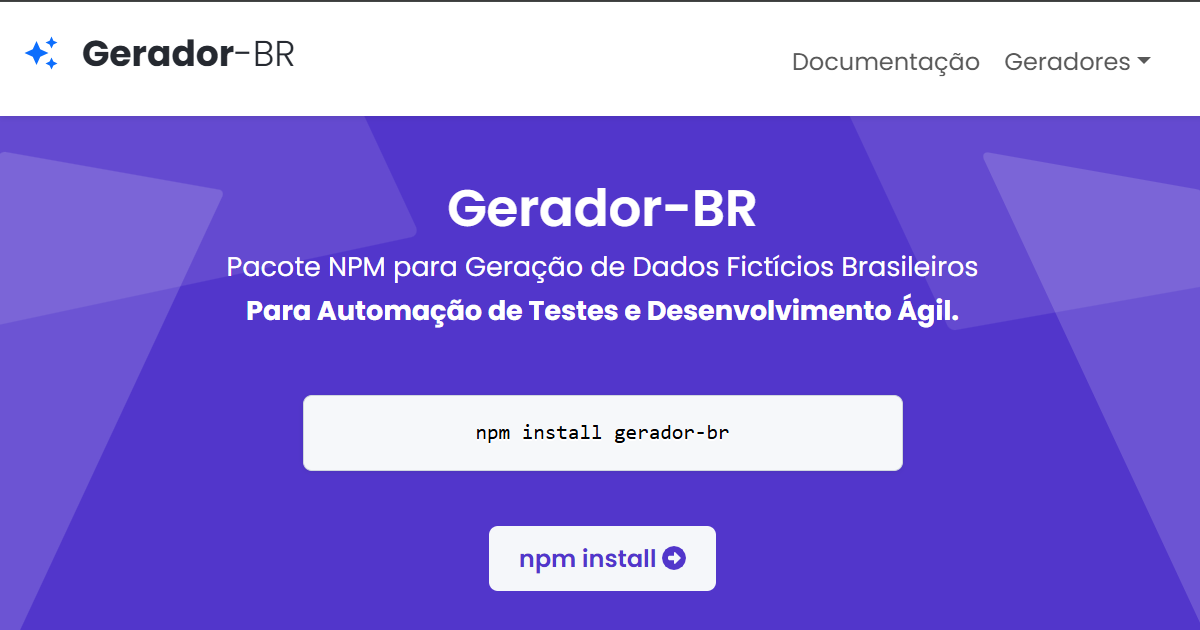 Gerador-BR
Documentação
Geradores
Gerador-BR
Pacote NPM para Geração de Dados Fictícios Brasileiros
Para Automação de Testes e Desenvolvimento Ágil.
npm install gerador-br
npm install